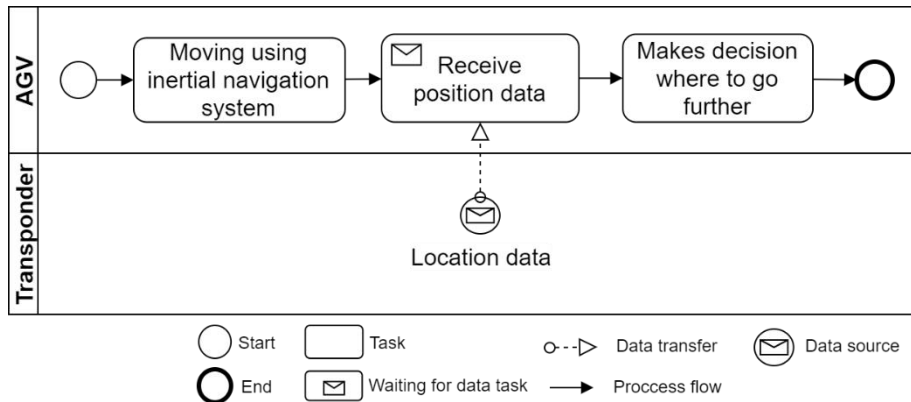 AGV
Moving using
inertial navigation
system
Receive
position data
Makes decision
where to go
further
Transponder
Location data
Start
Task
Data transfer
Data source
End
Waiting for data task
Proccess flow